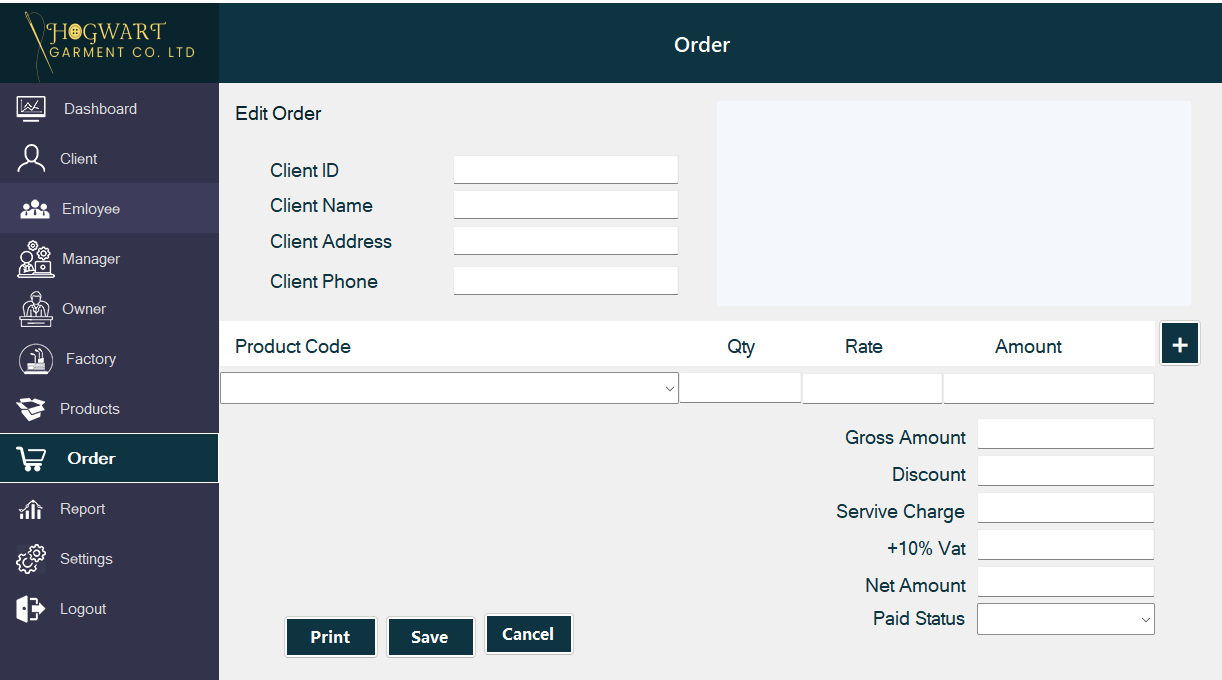 HOGWART
GARMENT CO. LTD
Order
Dashboard
Client
Emloyee
Manager
Owner
Factory
Products
Order
Report
Settings
Logout
Edit Order
Client ID
Client Name
Client Address
Client Phone
Product Code Qty Rate Amount +
Gross Amount
Discount
Servive Charge
+10% Vat
Net Amount
Paid Status
Print Save Cancel